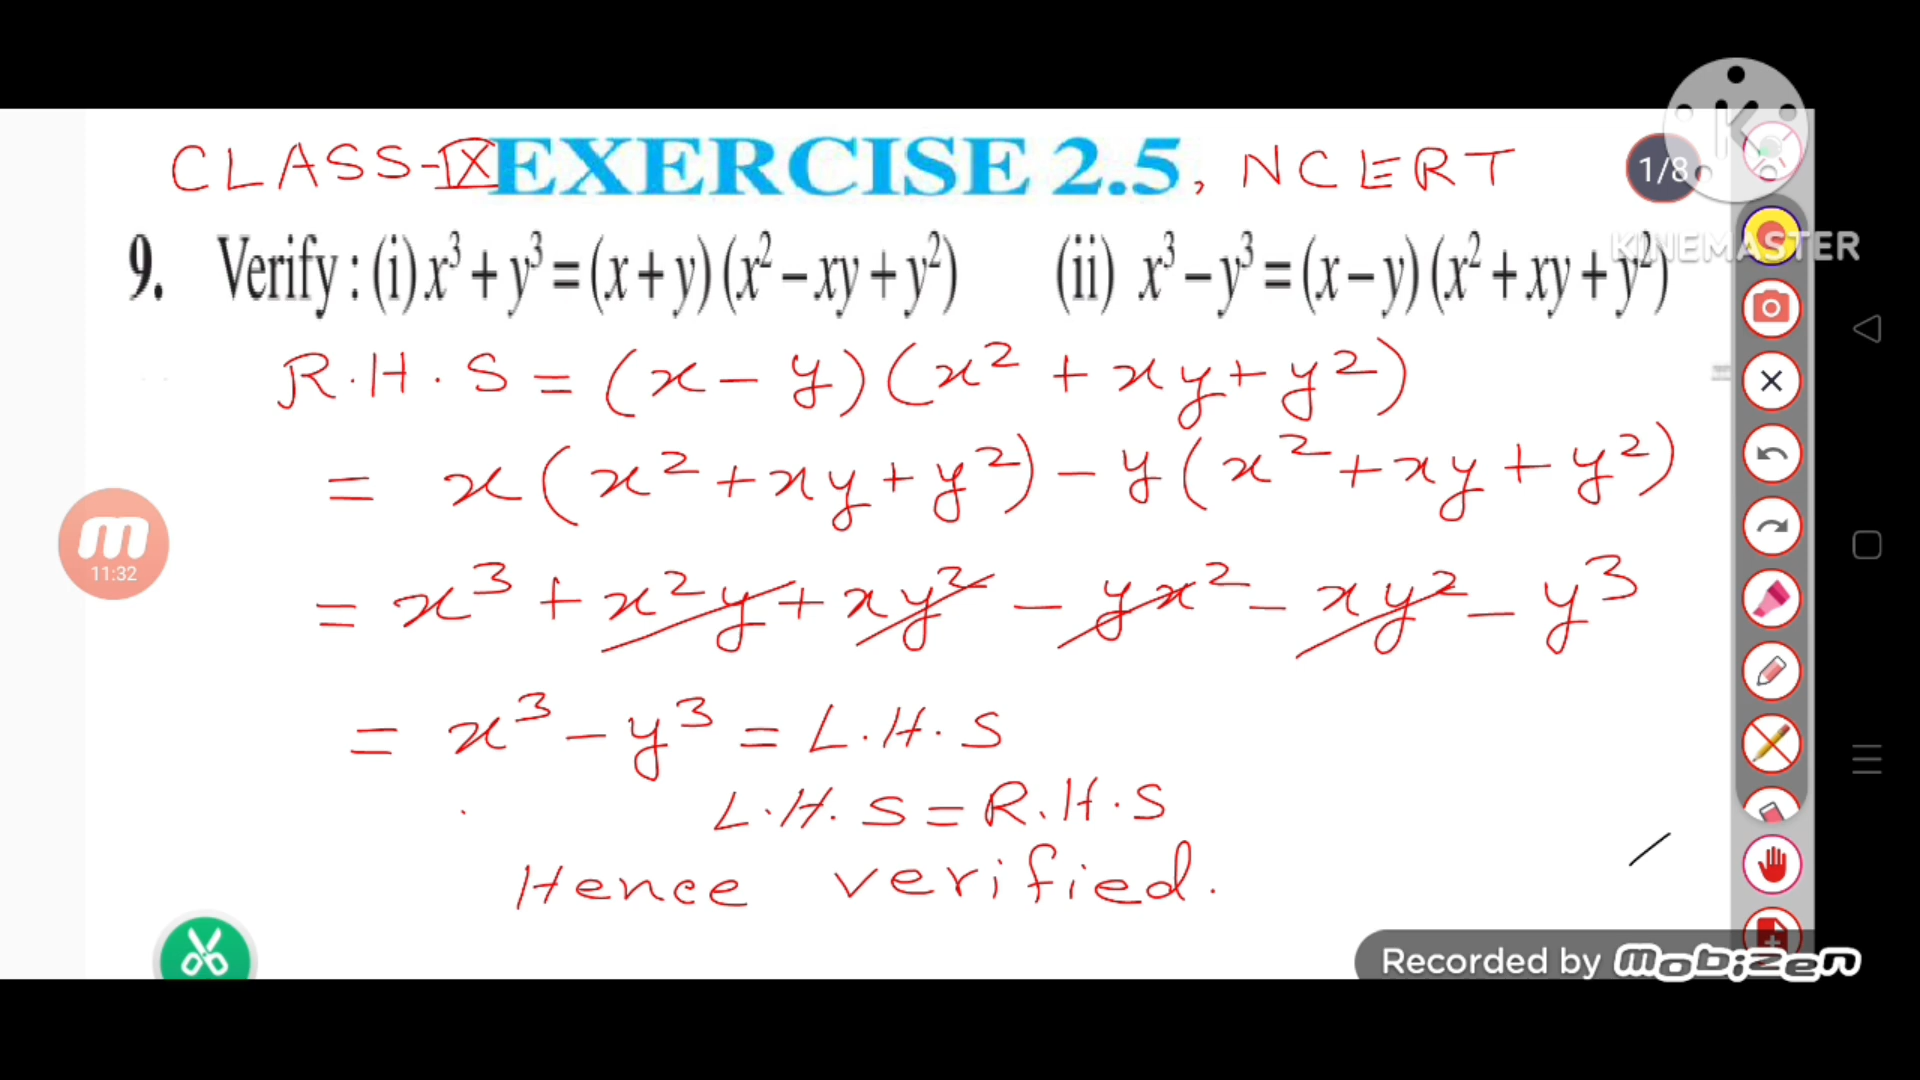 CLASS-IX EXERCISE 2.5, NCERT
1/8
KINEMASTER
9. Verify : (i) x³ + y³ = (x + y) (x² – xy + y²) (ii) x³ – y³ = (x – y) (x² + xy + y²)
R.H.S = (x - y)(x² + xy + y²)
= x(x² + xy + y²) - y(x² + xy + y²)
11:32
= x³ + x²y + xy² - yx² - xy² - y³
= x³ - y³ = L.H.S
L.H.S = R.H.S
Hence verified.
Recorded by mobizen